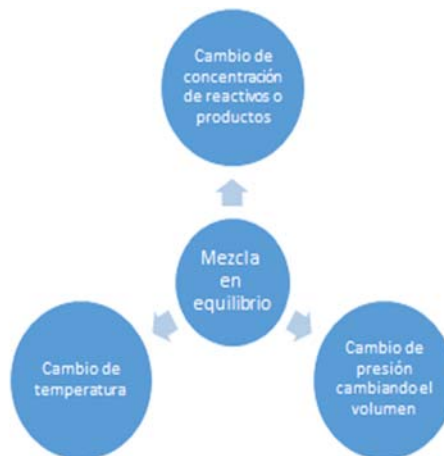 Cambio de
concentración
de reactivos o
productos
Mezcla
en
equilibrio
Cambio de
temperatura
Cambio de
presión
cambiando el
volumen